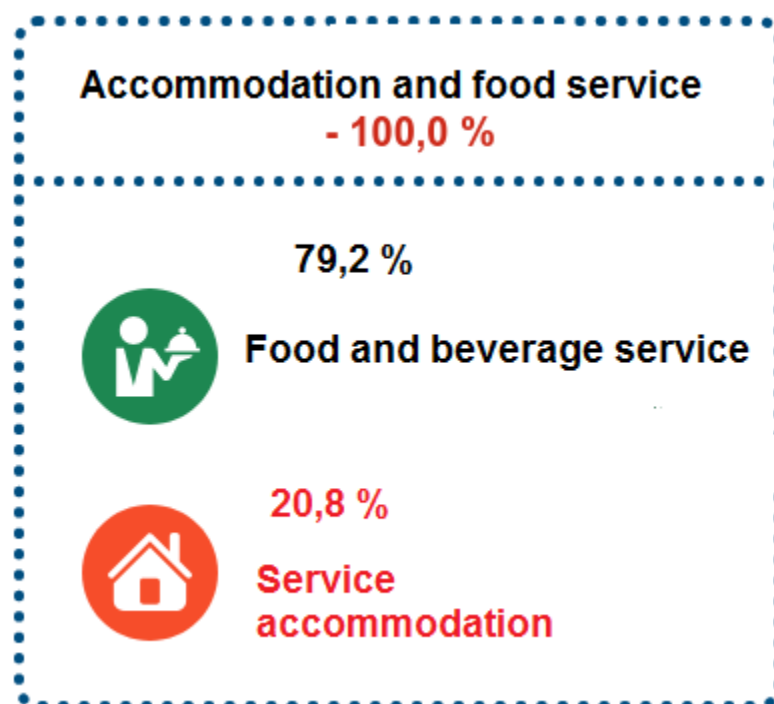 Accommodation and food service
- 100,0 %
79,2 %
Food and beverage service
20,8 %
Service
accommodation